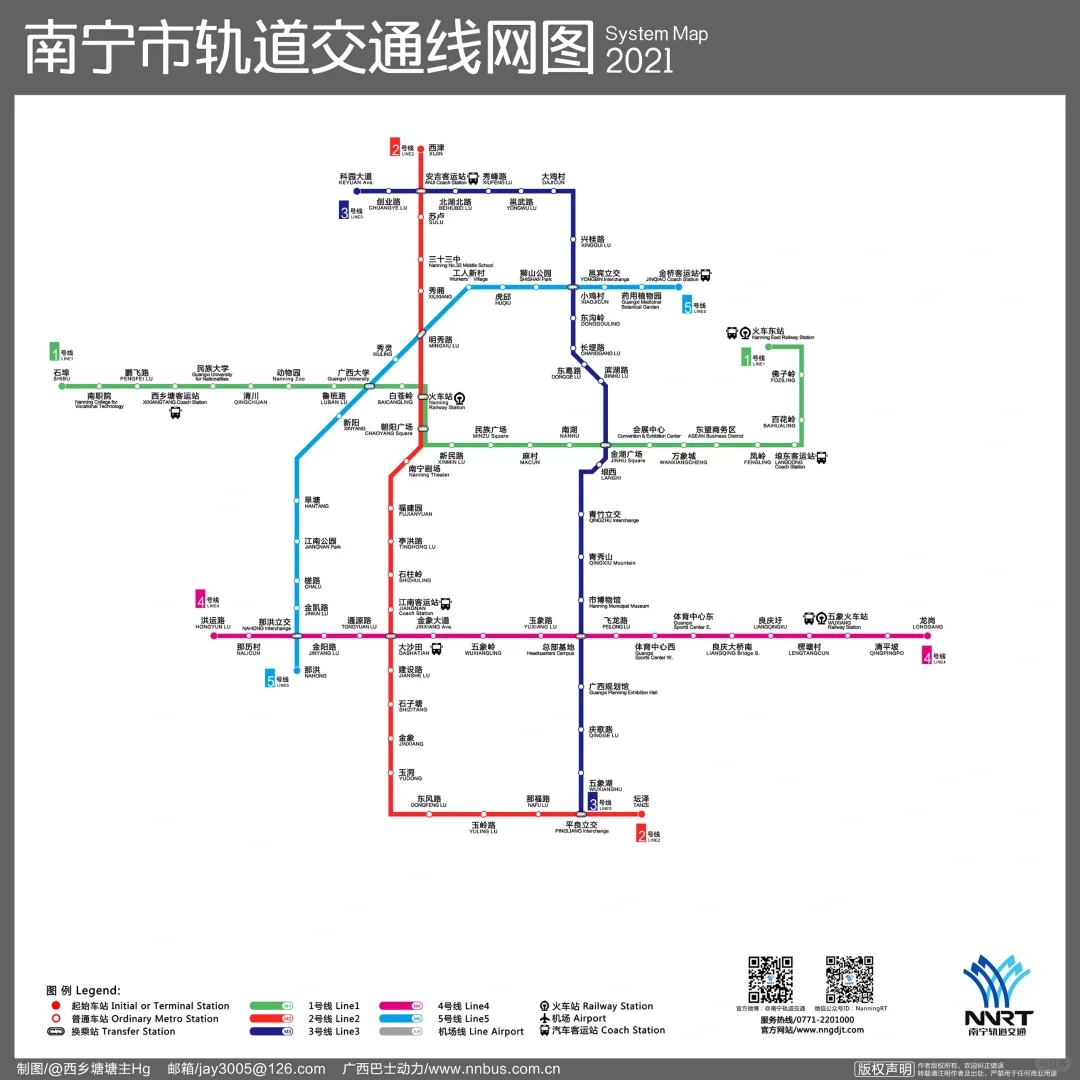 南宁市轨道交通线网图
System Map
2021
2号线
LINE2
西津
XIJIN
科园大道
KEYUAN Ave.
安吉客运站
ANJI Coach Station
秀峰路
XIUFENG LU
大鸡村
DAJICUN
3号线
LINE3
创业路
CHUANGYE LU
北湖北路
BEIHUBEI LU
邕武路
YONGWU LU
苏卢
SULU
兴桂路
XINGGUI LU
三十三中
Nanning No.33 Middle School
工人新村
Workers' Village
狮山公园
SHISHAN Park
邕宾立交
YONGBIN Interchange
金桥客运站
JINQIAO Coach Station
秀厢
XIUXIANG
虎邱
HUQIU
小鸡村
XIAOJICUN
药用植物园
Guangxi Medicinal
Botanical Garden
5号线
LINE5
东沟岭
DONGGOULING
火车东站
Nanning East Railway Station
明秀路
MINGXIU LU
秀灵
XIULING
长堽路
CHANGGANG LU
1号线
LINE1
1号线
LINE1
石埠
SHIBU
鹏飞路
PENGFEI LU
民族大学
Guangxi University
for Nationalities
动物园
Nanning Zoo
广西大学
Guangxi University
东葛路
DONGGE LU
滨湖路
BINHU LU
佛子岭
FOZILING
南职院
Nanning College for
Vocational Technology
西乡塘客运站
XIXIANGTANG Coach Station
清川
QINGCHUAN
鲁班路
LUBAN LU
白苍岭
BAICANGLING
火车站
Nanning
Railway Station
新阳
XINYANG
朝阳广场
CHAOYANG Square
民族广场
MINZU Square
南湖
NANHU
会展中心
Convention & Exhibition Center
东盟商务区
ASEAN Business District
百花岭
BAIHUALING
新民路
XINMIN LU
麻村
MACUN
金湖广场
JINHU Square
万象城
WANXIANGCHENG
凤岭
FENGLING
埌东客运站
LANGDONG
Coach Station
南宁剧场
Nanning Theater
埌西
LANGXI
旱塘
HANTANG
福建园
FUJIANYUAN
青竹立交
QINGZHU Interchange
江南公园
JIANGNAN Park
亭洪路
TINGHONG LU
青秀山
QINGXIU Mountain
槎路
CHALU
石柱岭
SHIZHULING
4号线
LINE4
金凯路
JINKAI LU
江南客运站
JIANGNAN
Coach Station
市博物馆
Nanning Municipal Museum
洪运路
HONGYUN LU
那洪立交
NAHONG Interchange
通源路
TONGYUAN LU
金象大道
JINXIANG Ave.
玉象路
YUXIANG LU
飞龙路
FEILONG LU
体育中心东
Guangxi
Sports Center E.
良庆圩
LIANGQINGXU
五象火车站
WUXIANG
Railway Station
龙岗
LONGGANG
那历村
NALICUN
金阳路
JINYANG LU
大沙田
DASHATIAN
五象岭
WUXIANGLING
总部基地
Headquarters Campus
体育中心西
Guangxi
Sports Center W.
良庆大桥南
LIANGQING Bridge S.
楞塘村
LENGTANGCUN
清平坡
QINGPINGPO
4号线
LINE4
5号线
LINE5
那洪
NAHONG
建设路
JIANSHE LU
广西规划馆
Guangxi Planning Exhibition Hall
石子塘
SHIZITANG
庆歌路
QINGGE LU
金象
JINXIANG
玉洞
YUDONG
五象湖
WUXIANGHU
3号线
LINE3
东风路
DONGFENG LU
那福路
NAFU LU
坛泽
TANZE
玉岭路
YULING LU
平良立交
PINGLIANG Interchange
2号线
LINE2
图 例 Legend:
起始车站 Initial or Terminal Station
普通车站 Ordinary Metro Station
换乘站 Transfer Station
1号线 Line1
2号线 Line2
3号线 Line3
4号线 Line4
5号线 Line5
机场线 Line Airport
火车站 Railway Station
机场 Airport
汽车客运站 Coach Station
官方微博：@南宁轨道交通
微信公众号ID：NanningRT
服务热线/0771-2201000
官方网站/www.nngdjt.com
NNRT
南宁轨道交通
制图/@西乡塘塘主Hg 邮箱/jay3005@126.com 广西巴士动力/www.nnbus.com.cn
版权声明
作者版权所有，欢迎纠正错误
转载请注明作者及出处，严禁用于任何商业用途